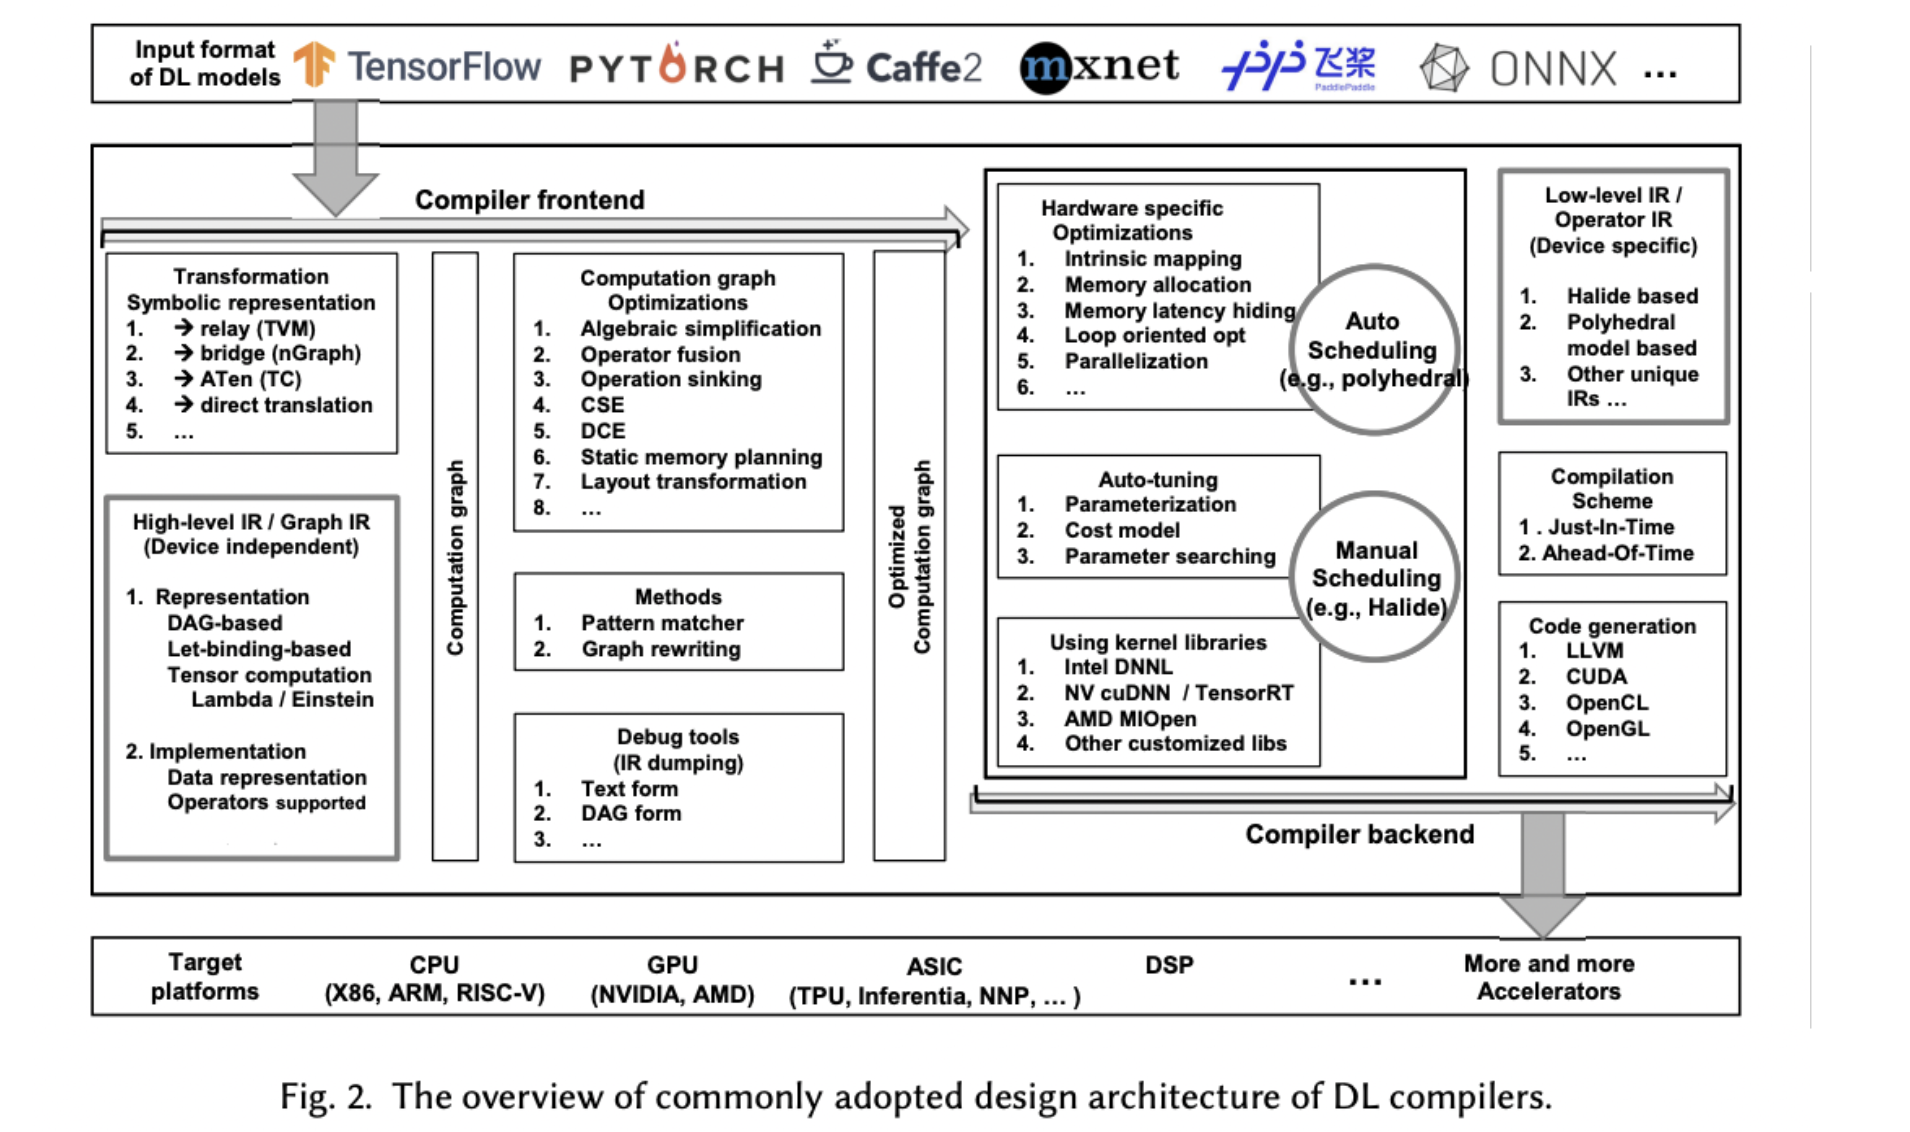 Input format
of DL models
TensorFlow
PYTORCH
Caffe2
mxnet
飞桨
PaddlePaddle
ONNX
...
Compiler frontend
Transformation
Symbolic representation
1. → relay (TVM)
2. → bridge (nGraph)
3. → ATen (TC)
4. → direct translation
5. ...
High-level IR / Graph IR
(Device independent)
1. Representation
DAG-based
Let-binding-based
Tensor computation
Lambda / Einstein
2. Implementation
Data representation
Operators supported
Computation graph
Computation graph
Optimizations
1. Algebraic simplification
2. Operator fusion
3. Operation sinking
4. CSE
5. DCE
6. Static memory planning
7. Layout transformation
8. ...
Methods
1. Pattern matcher
2. Graph rewriting
Debug tools
(IR dumping)
1. Text form
2. DAG form
3. ...
Optimized
Computation graph
Hardware specific
Optimizations
1. Intrinsic mapping
2. Memory allocation
3. Memory latency hiding
4. Loop oriented opt
5. Parallelization
6. ...
Auto
Scheduling
(e.g., polyhedral)
Auto-tuning
1. Parameterization
2. Cost model
3. Parameter searching
Manual
Scheduling
(e.g., Halide)
Using kernel libraries
1. Intel DNNL
2. NV cuDNN / TensorRT
3. AMD MIOpen
4. Other customized libs
Low-level IR /
Operator IR
(Device specific)
1. Halide based
2. Polyhedral
model based
3. Other unique
IRs ...
Compilation
Scheme
1 . Just-In-Time
2. Ahead-Of-Time
Code generation
1. LLVM
2. CUDA
3. OpenCL
4. OpenGL
5. ...
Compiler backend
Target
platforms
CPU
(X86, ARM, RISC-V)
GPU
(NVIDIA, AMD)
ASIC
(TPU, Inferentia, NNP, ... )
DSP
...
More and more
Accelerators
Fig. 2. The overview of commonly adopted design architecture of DL compilers.